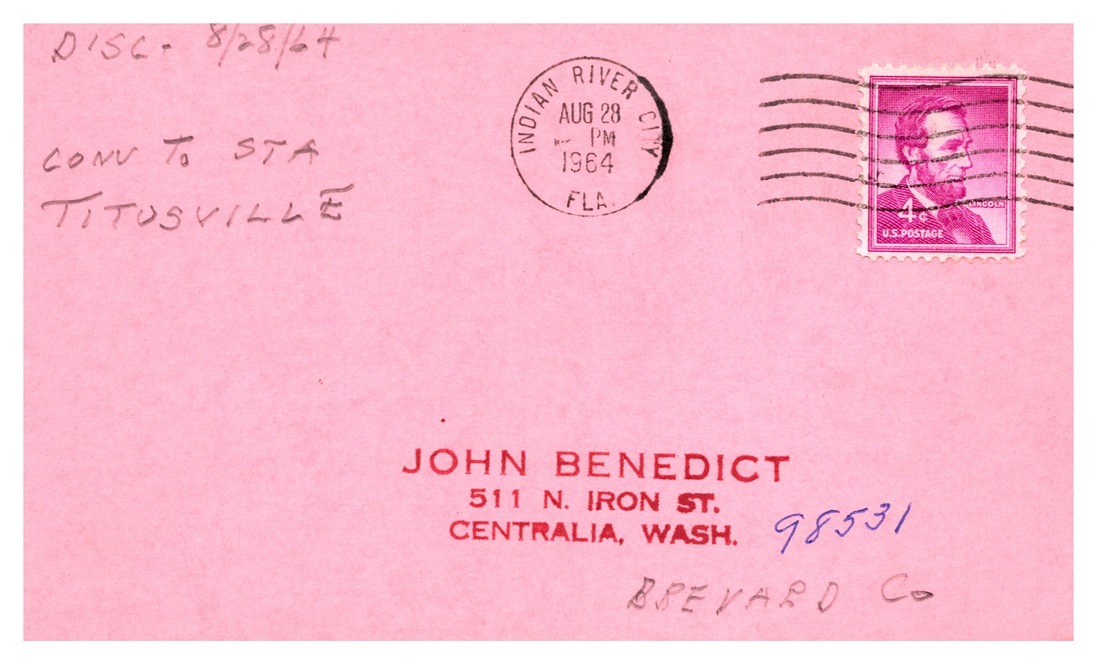 DISC- 8/28/64
CONV To STA
TITUSVILLE
INDIAN RIVER CITY
AUG 28
PM
1964
FLA.
LINCOLN
4¢
U.S. POSTAGE
JOHN BENEDICT
511 N. IRON ST.
CENTRALIA, WASH. 98531
BREVARD Co